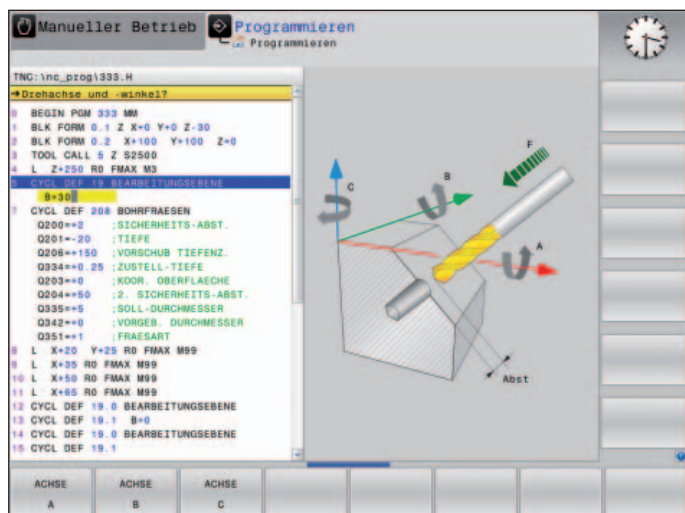 Manueller Betrieb
Programmieren
Programmieren
TNC:\nc_prog\333.H
→Drehachse und -winkel?
0 BEGIN PGM 333 MM
1 BLK FORM 0.1 Z X+0 Y+0 Z-30
2 BLK FORM 0.2 X+100 Y+100 Z+0
3 TOOL CALL 5 Z S2500
4 L Z+250 R0 FMAX M3
5 CYCL DEF 19 BEARBEITUNGSEBENE
B+30
7 CYCL DEF 208 BOHRFRAESEN
Q200=+2 ;SICHERHEITS-ABST.
Q201=-20 ;TIEFE
Q206=+150 ;VORSCHUB TIEFENZ.
Q334=+0.25 ;ZUSTELL-TIEFE
Q203=+0 ;KOOR. OBERFLAECHE
Q204=+50 ;2. SICHERHEITS-ABST.
Q335=+5 ;SOLL-DURCHMESSER
Q342=+0 ;VORGEB. DURCHMESSER
Q351=+1 ;FRAESART
8 L X+20 Y+25 R0 FMAX M99
9 L X+35 R0 FMAX M99
10 L X+50 R0 FMAX M99
11 L X+65 R0 FMAX M99
12 CYCL DEF 19.0 BEARBEITUNGSEBENE
13 CYCL DEF 19.1 B+0
14 CYCL DEF 19.0 BEARBEITUNGSEBENE
15 CYCL DEF 19.1
F
B
C
A
Abst
ACHSE
A
ACHSE
B
ACHSE
C